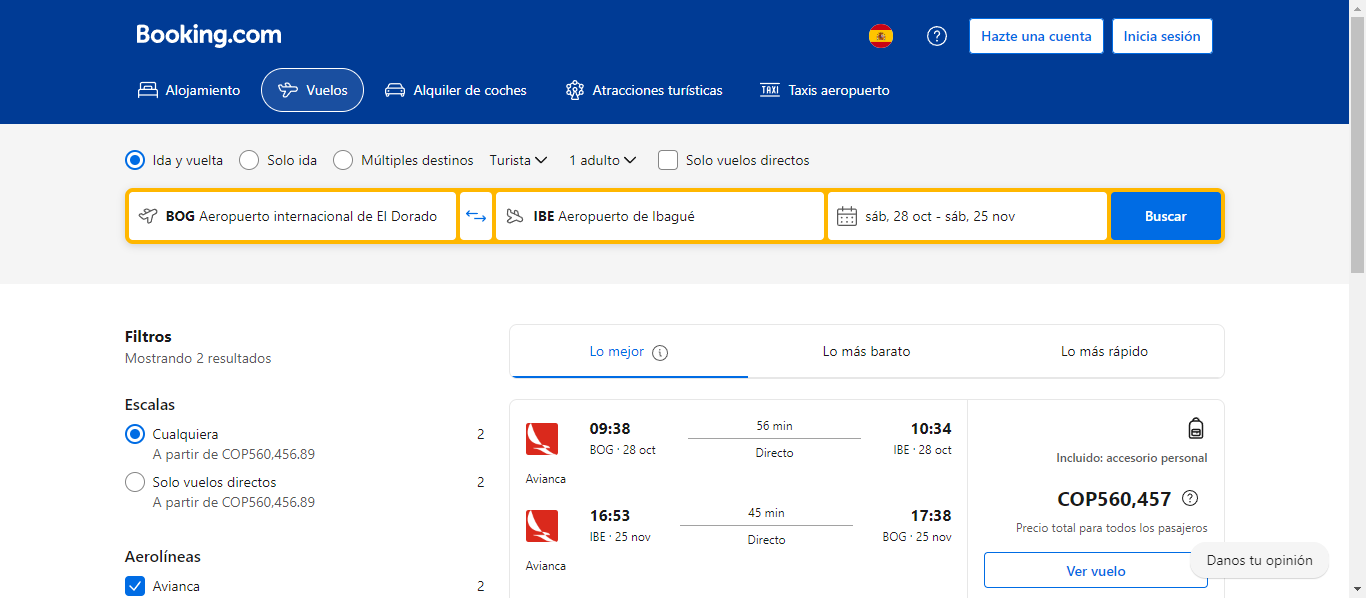 Booking.com
Hazte una cuenta
Inicia sesión
Alojamiento
Vuelos
Alquiler de coches
TAXI
Atracciones turísticas
Taxis aeropuerto
Ida y vuelta
Solo ida
Múltiples destinos
Turista
1 adulto
Solo vuelos directos
BOG Aeropuerto internacional de El Dorado
IBE Aeropuerto de Ibagué
sáb, 28 oct - sáb, 25 nov
Buscar
Filtros
Mostrando 2 resultados
Escalas
Cualquiera 2
A partir de COP560,456.89
Solo vuelos directos 2
A partir de COP560,456.89
Aerolíneas
Avianca 2
Lo mejor
Lo más barato
Lo más rápido
09:38 56 min 10:34
BOG · 28 oct Directo IBE · 28 oct
Avianca
16:53 45 min 17:38
IBE · 25 nov Directo BOG · 25 nov
Avianca
Incluido: accesorio personal
COP560,457
Precio total para todos los pasajeros
Ver vuelo
Danos tu opinión